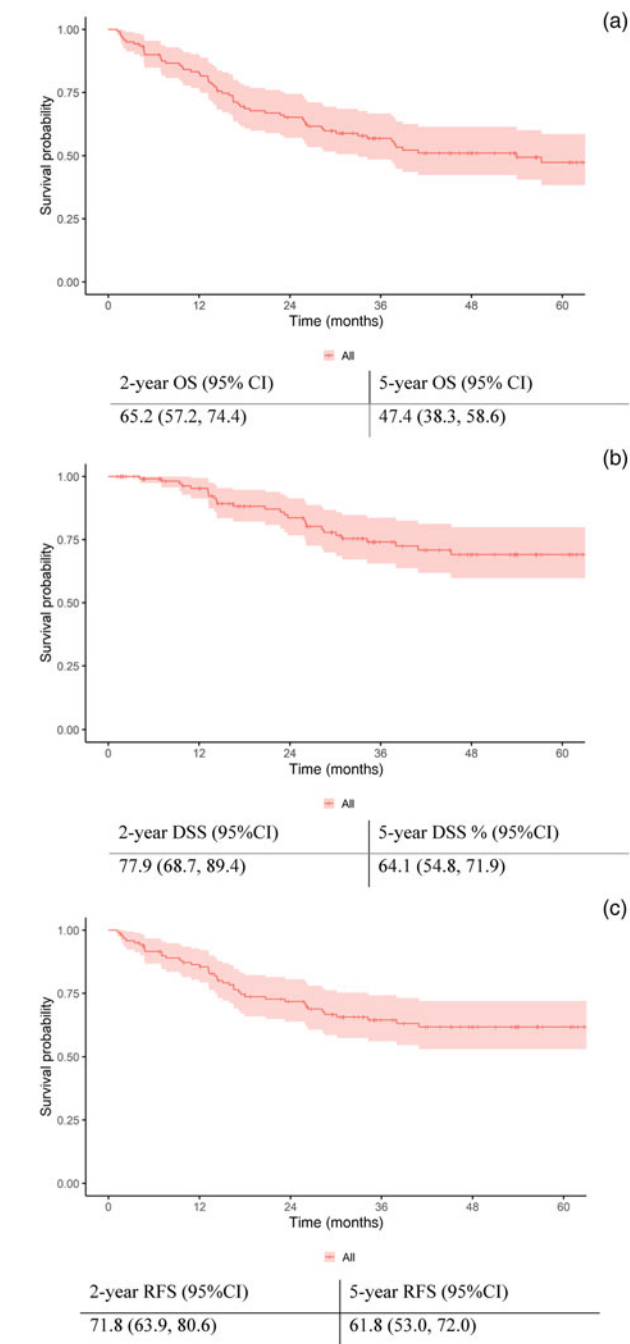 (a)
1.00
0.75
0.50
0.25
0.00
Survival probability
0 12 24 36 48 60
Time (months)
All
2-year OS (95% CI) 5-year OS (95% CI)
65.2 (57.2, 74.4) 47.4 (38.3, 58.6)
(b)
1.00
0.75
0.50
0.25
0.00
Survival probability
0 12 24 36 48 60
Time (months)
All
2-year DSS (95%CI) 5-year DSS % (95%CI)
77.9 (68.7, 89.4) 64.1 (54.8, 71.9)
(c)
1.00
0.75
0.50
0.25
0.00
Survival probability
0 12 24 36 48 60
Time (months)
All
2-year RFS (95%CI) 5-year RFS (95%CI)
71.8 (63.9, 80.6) 61.8 (53.0, 72.0)